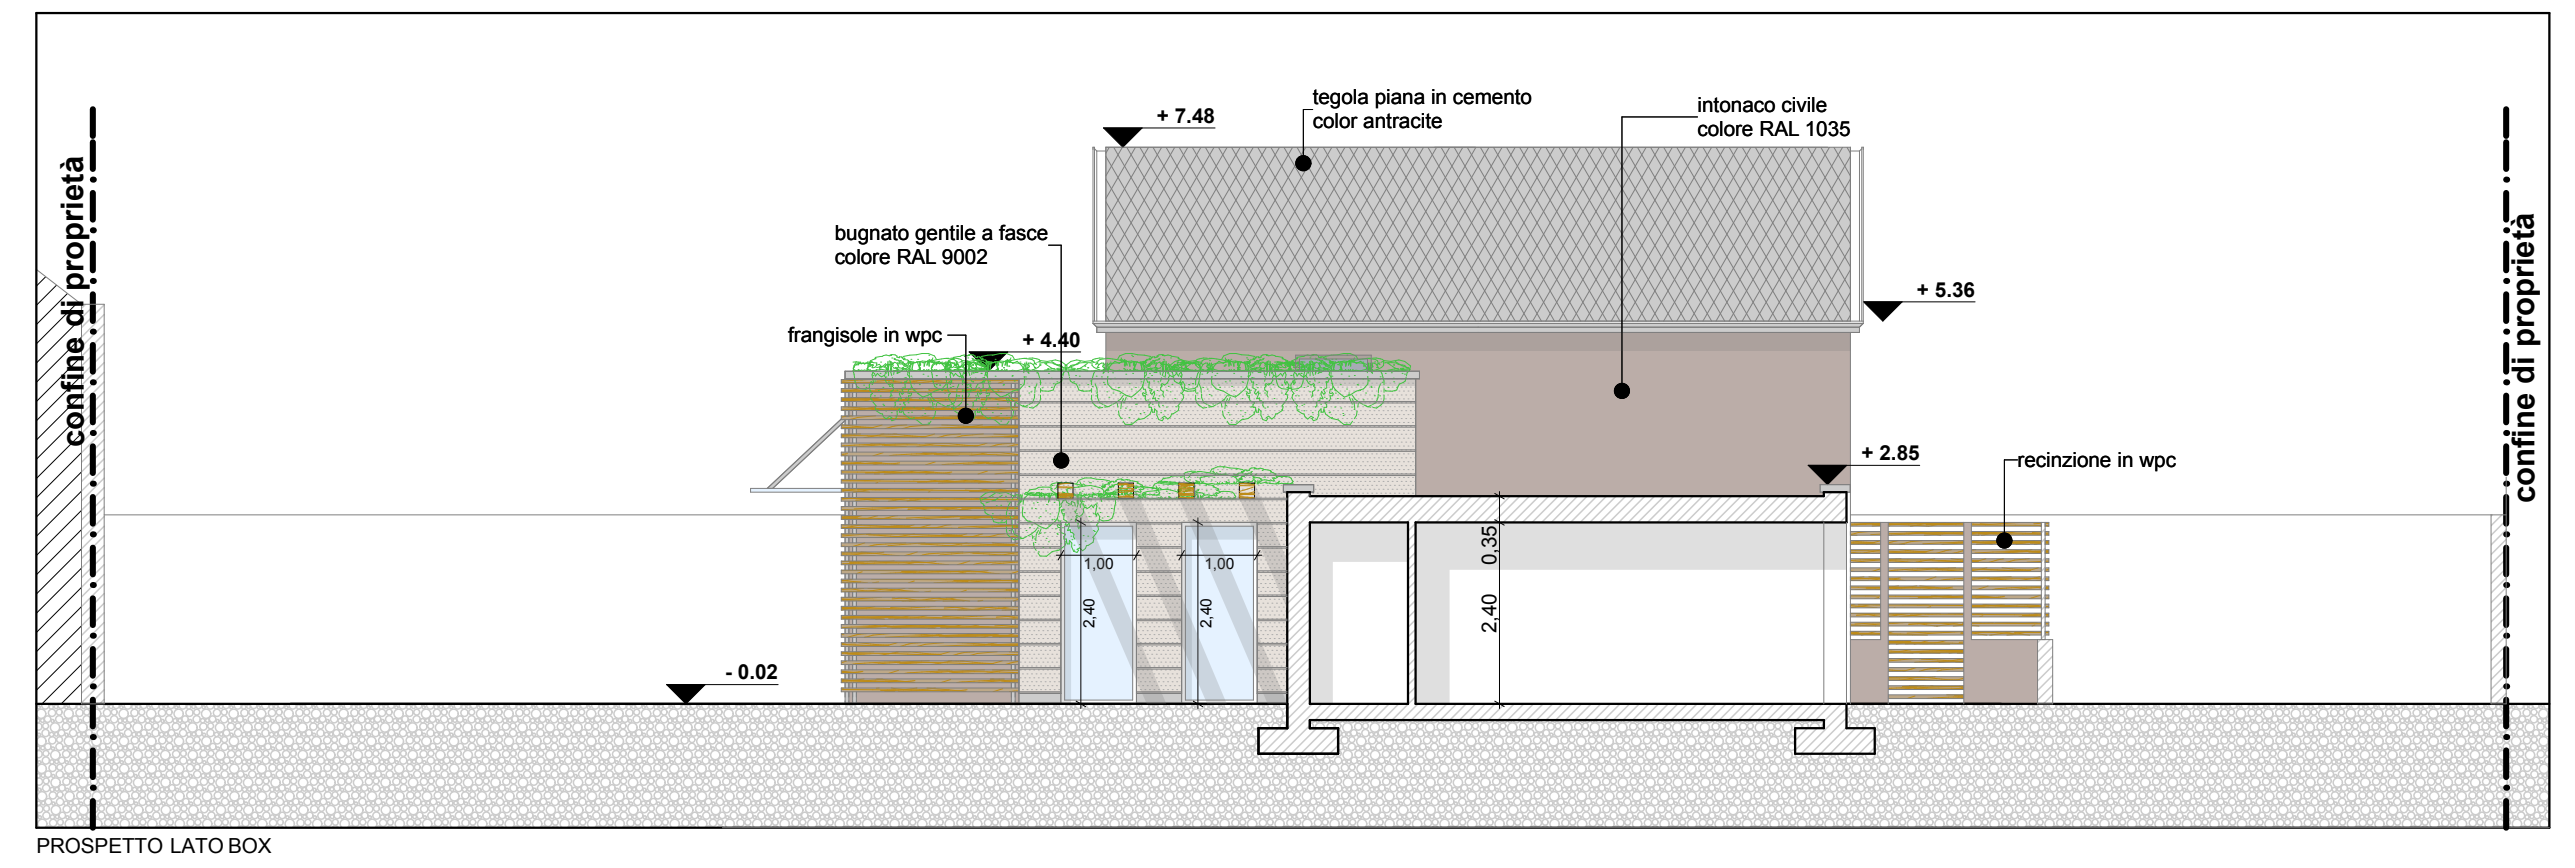 tegola piana in cemento
color antracite
intonaco civile
colore RAL 1035
+ 7.48
confine di proprietà
bugnato gentile a fasce
colore RAL 9002
+ 5.36
confine di proprietà
frangisole in wpc
+ 4.40
+ 2.85
recinzione in wpc
0,35
1,00
1,00
2,40
2,40
2,40
- 0.02
PROSPETTO LATO BOX